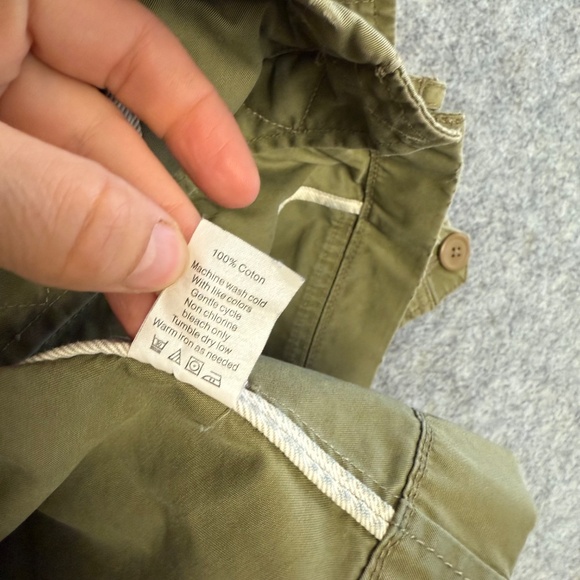 100% Coton
Machine wash cold
With like colors
Gentle cycle
Non chlorine
bleach only
Tumble dry low
Warm iron as needed